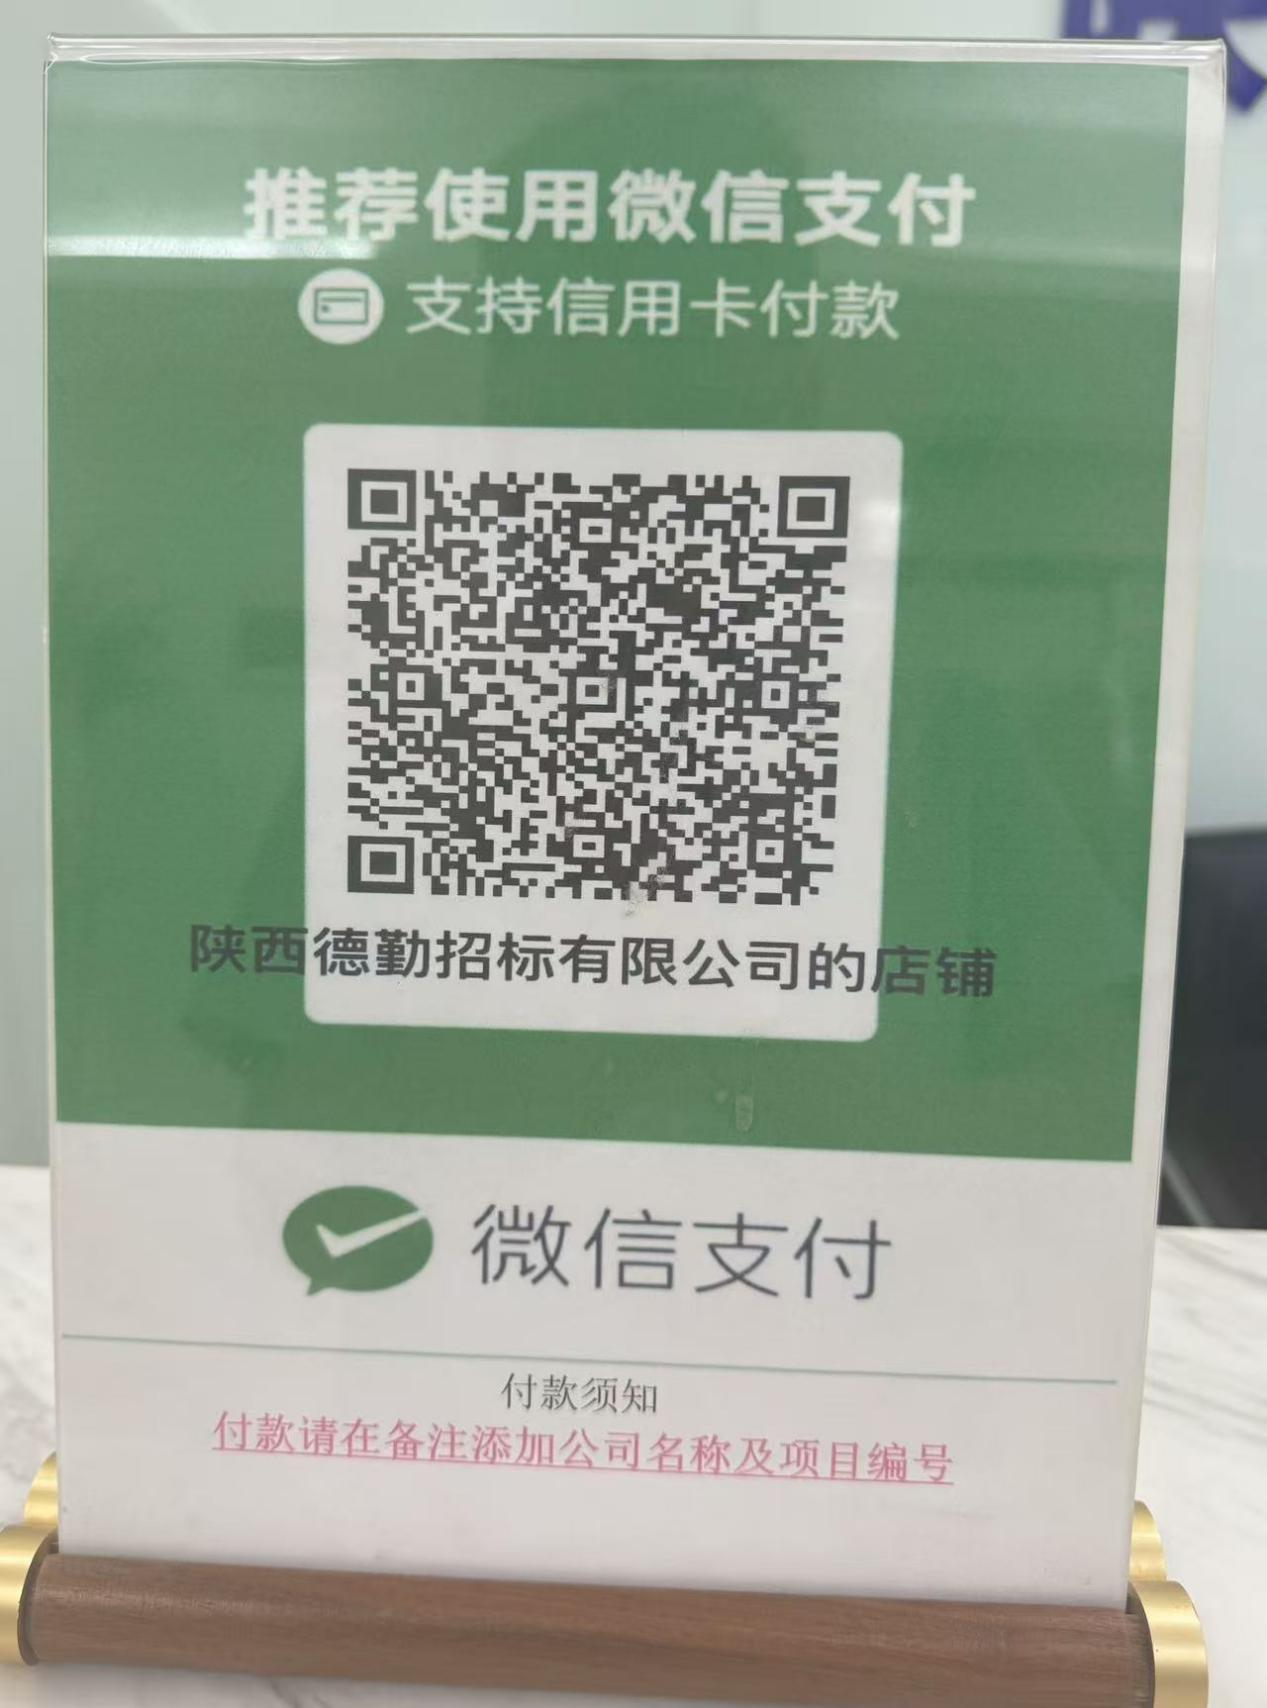 推荐使用微信支付
支持信用卡付款
陕西德勤招标有限公司的店铺
微信支付
付款须知
付款请在备注添加公司名称及项目编号